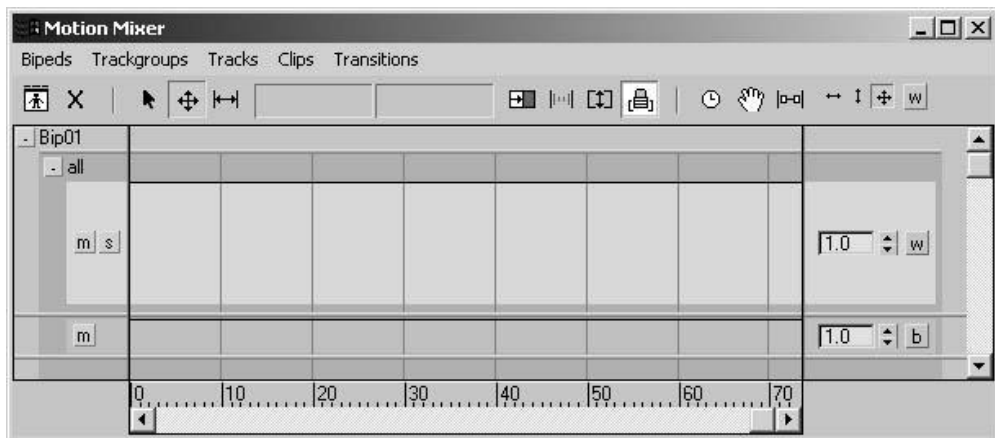 Motion Mixer
Bipeds Trackgroups Tracks Clips Transitions
w
Bip01
all
m s 1.0 w
m 1.0 b
0 10 20 30 40 50 60 70